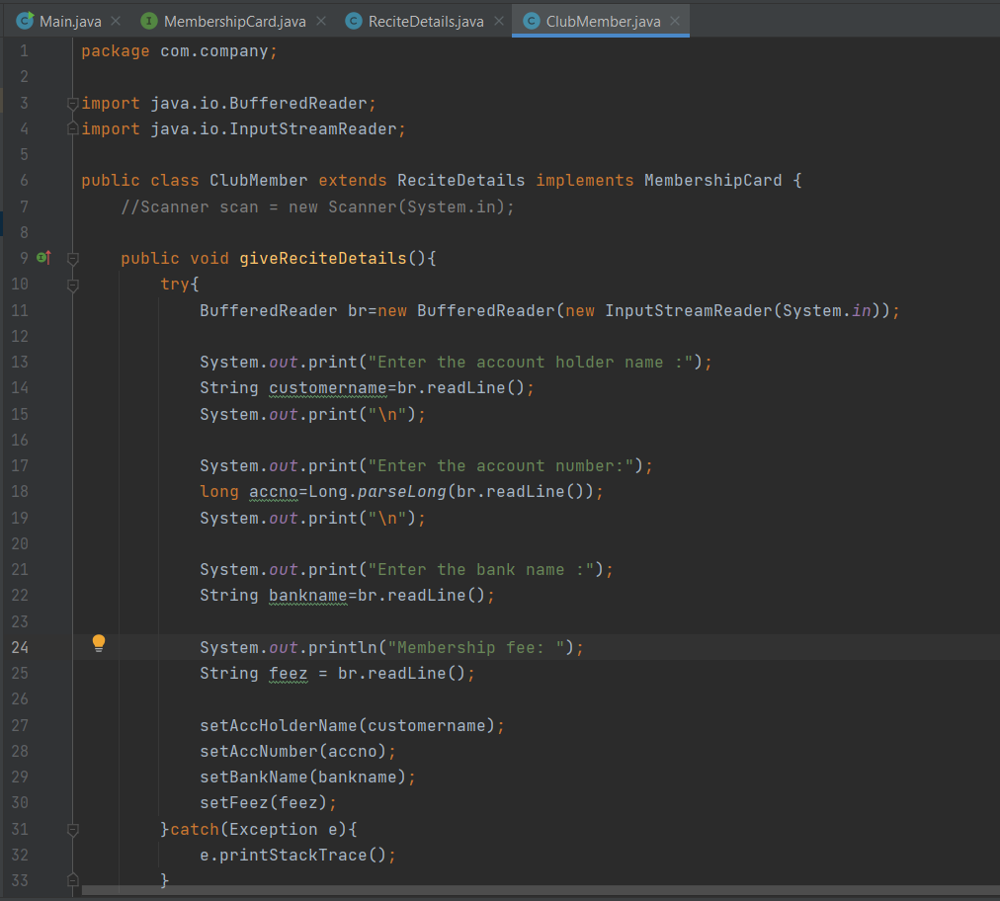 Main.java MembershipCard.java ReciteDetails.java ClubMember.java
1 package com.company;
2
3 import java.io.BufferedReader;
4 import java.io.InputStreamReader;
5
6 public class ClubMember extends ReciteDetails implements MembershipCard {
7     //Scanner scan = new Scanner(System.in);
8
9     public void giveReciteDetails(){
10         try{
11             BufferedReader br=new BufferedReader(new InputStreamReader(System.in));
12
13             System.out.print("Enter the account holder name :");
14             String customername=br.readLine();
15             System.out.print("\n");
16
17             System.out.print("Enter the account number:");
18             long accno=Long.parseLong(br.readLine());
19             System.out.print("\n");
20
21             System.out.print("Enter the bank name :");
22             String bankname=br.readLine();
23
24             System.out.println("Membership fee: ");
25             String feez = br.readLine();
26
27             setAccHolderName(customername);
28             setAccNumber(accno);
29             setBankName(bankname);
30             setFeez(feez);
31         }catch(Exception e){
32             e.printStackTrace();
33         }